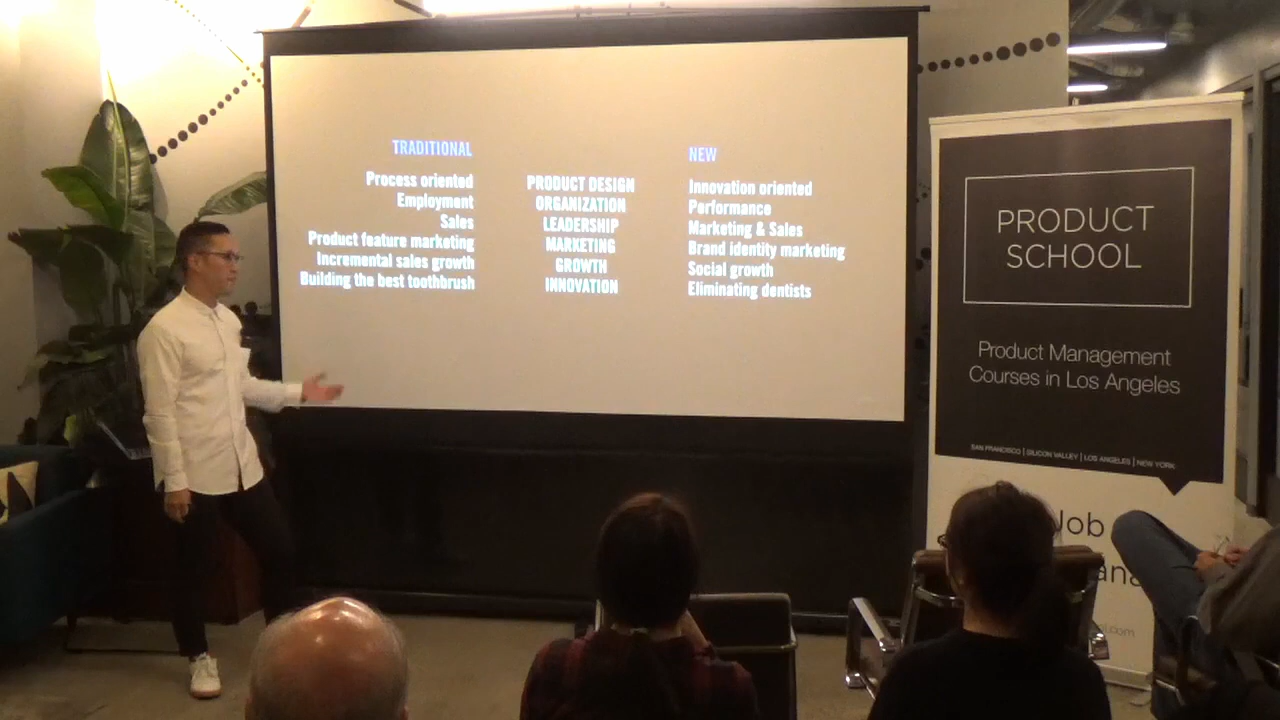 TRADITIONAL NEW
Process oriented PRODUCT DESIGN Innovation oriented
Employment ORGANIZATION Performance
Sales LEADERSHIP Marketing & Sales
Product feature marketing MARKETING Brand identity marketing
Incremental sales growth GROWTH Social growth
Building the best toothbrush INNOVATION Eliminating dentists
PRODUCT
SCHOOL
Product Management
Courses in Los Angeles
SAN FRANCISCO | SILICON VALLEY | LOS ANGELES | NEW YORK
Job